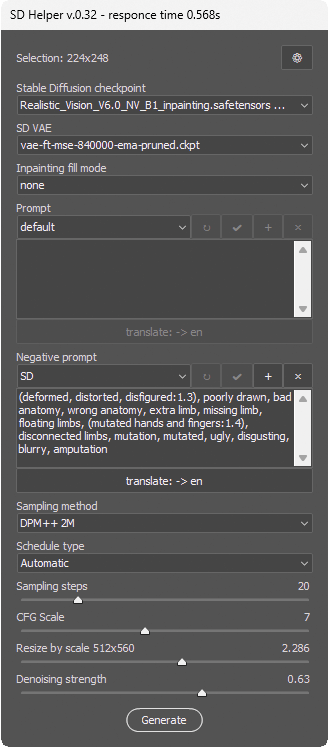 SD Helper v.0.32 - responce time 0.568s
Selection: 224x248
Stable Diffusion checkpoint
Realistic_Vision_V6.0_NV_B1_inpainting.safetensors ...
SD VAE
vae-ft-mse-840000-ema-pruned.ckpt
Inpainting fill mode
none
Prompt
default
translate: -> en
Negative prompt
SD
(deformed, distorted, disfigured:1.3), poorly drawn, bad
anatomy, wrong anatomy, extra limb, missing limb,
floating limbs, (mutated hands and fingers:1.4),
disconnected limbs, mutation, mutated, ugly, disgusting,
blurry, amputation
translate: -> en
Sampling method
DPM++ 2M
Schedule type
Automatic
Sampling steps 20
CFG Scale 7
Resize by scale 512x560 2.286
Denoising strength 0.63
Generate